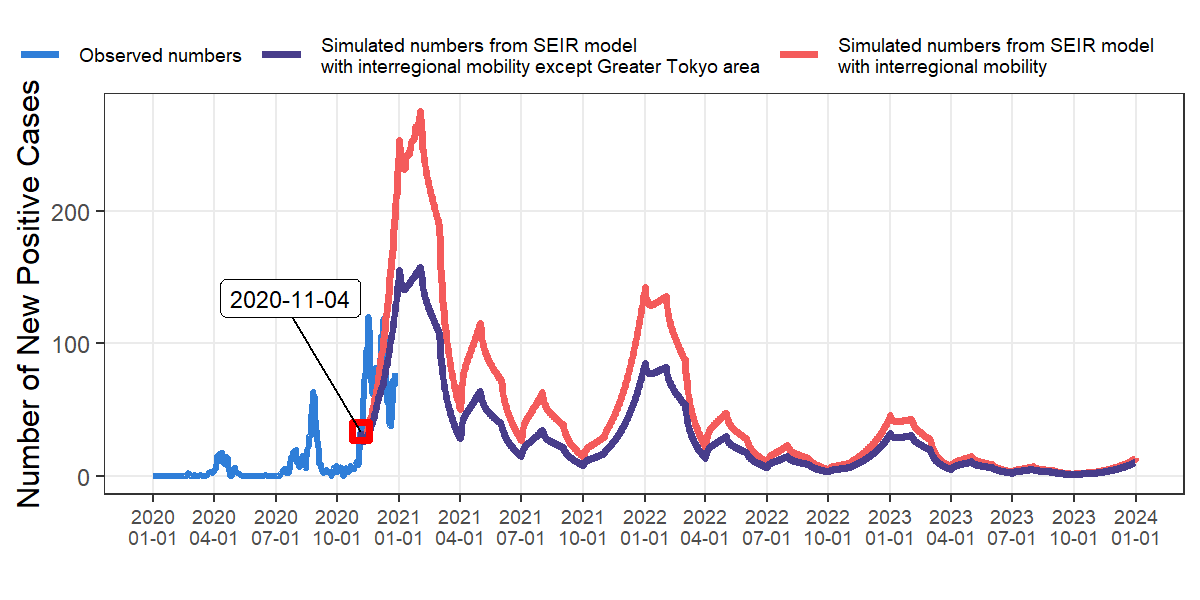 Observed numbers
Simulated numbers from SEIR model
with interregional mobility except Greater Tokyo area
Simulated numbers from SEIR model
with interregional mobility
Number of New Positive Cases
200
100
0
2020-11-04
2020 2020 2020 2020 2021 2021 2021 2021 2022 2022 2022 2022 2023 2023 2023 2023 2024
01-01 04-01 07-01 10-01 01-01 04-01 07-01 10-01 01-01 04-01 07-01 10-01 01-01 04-01 07-01 10-01 01-01